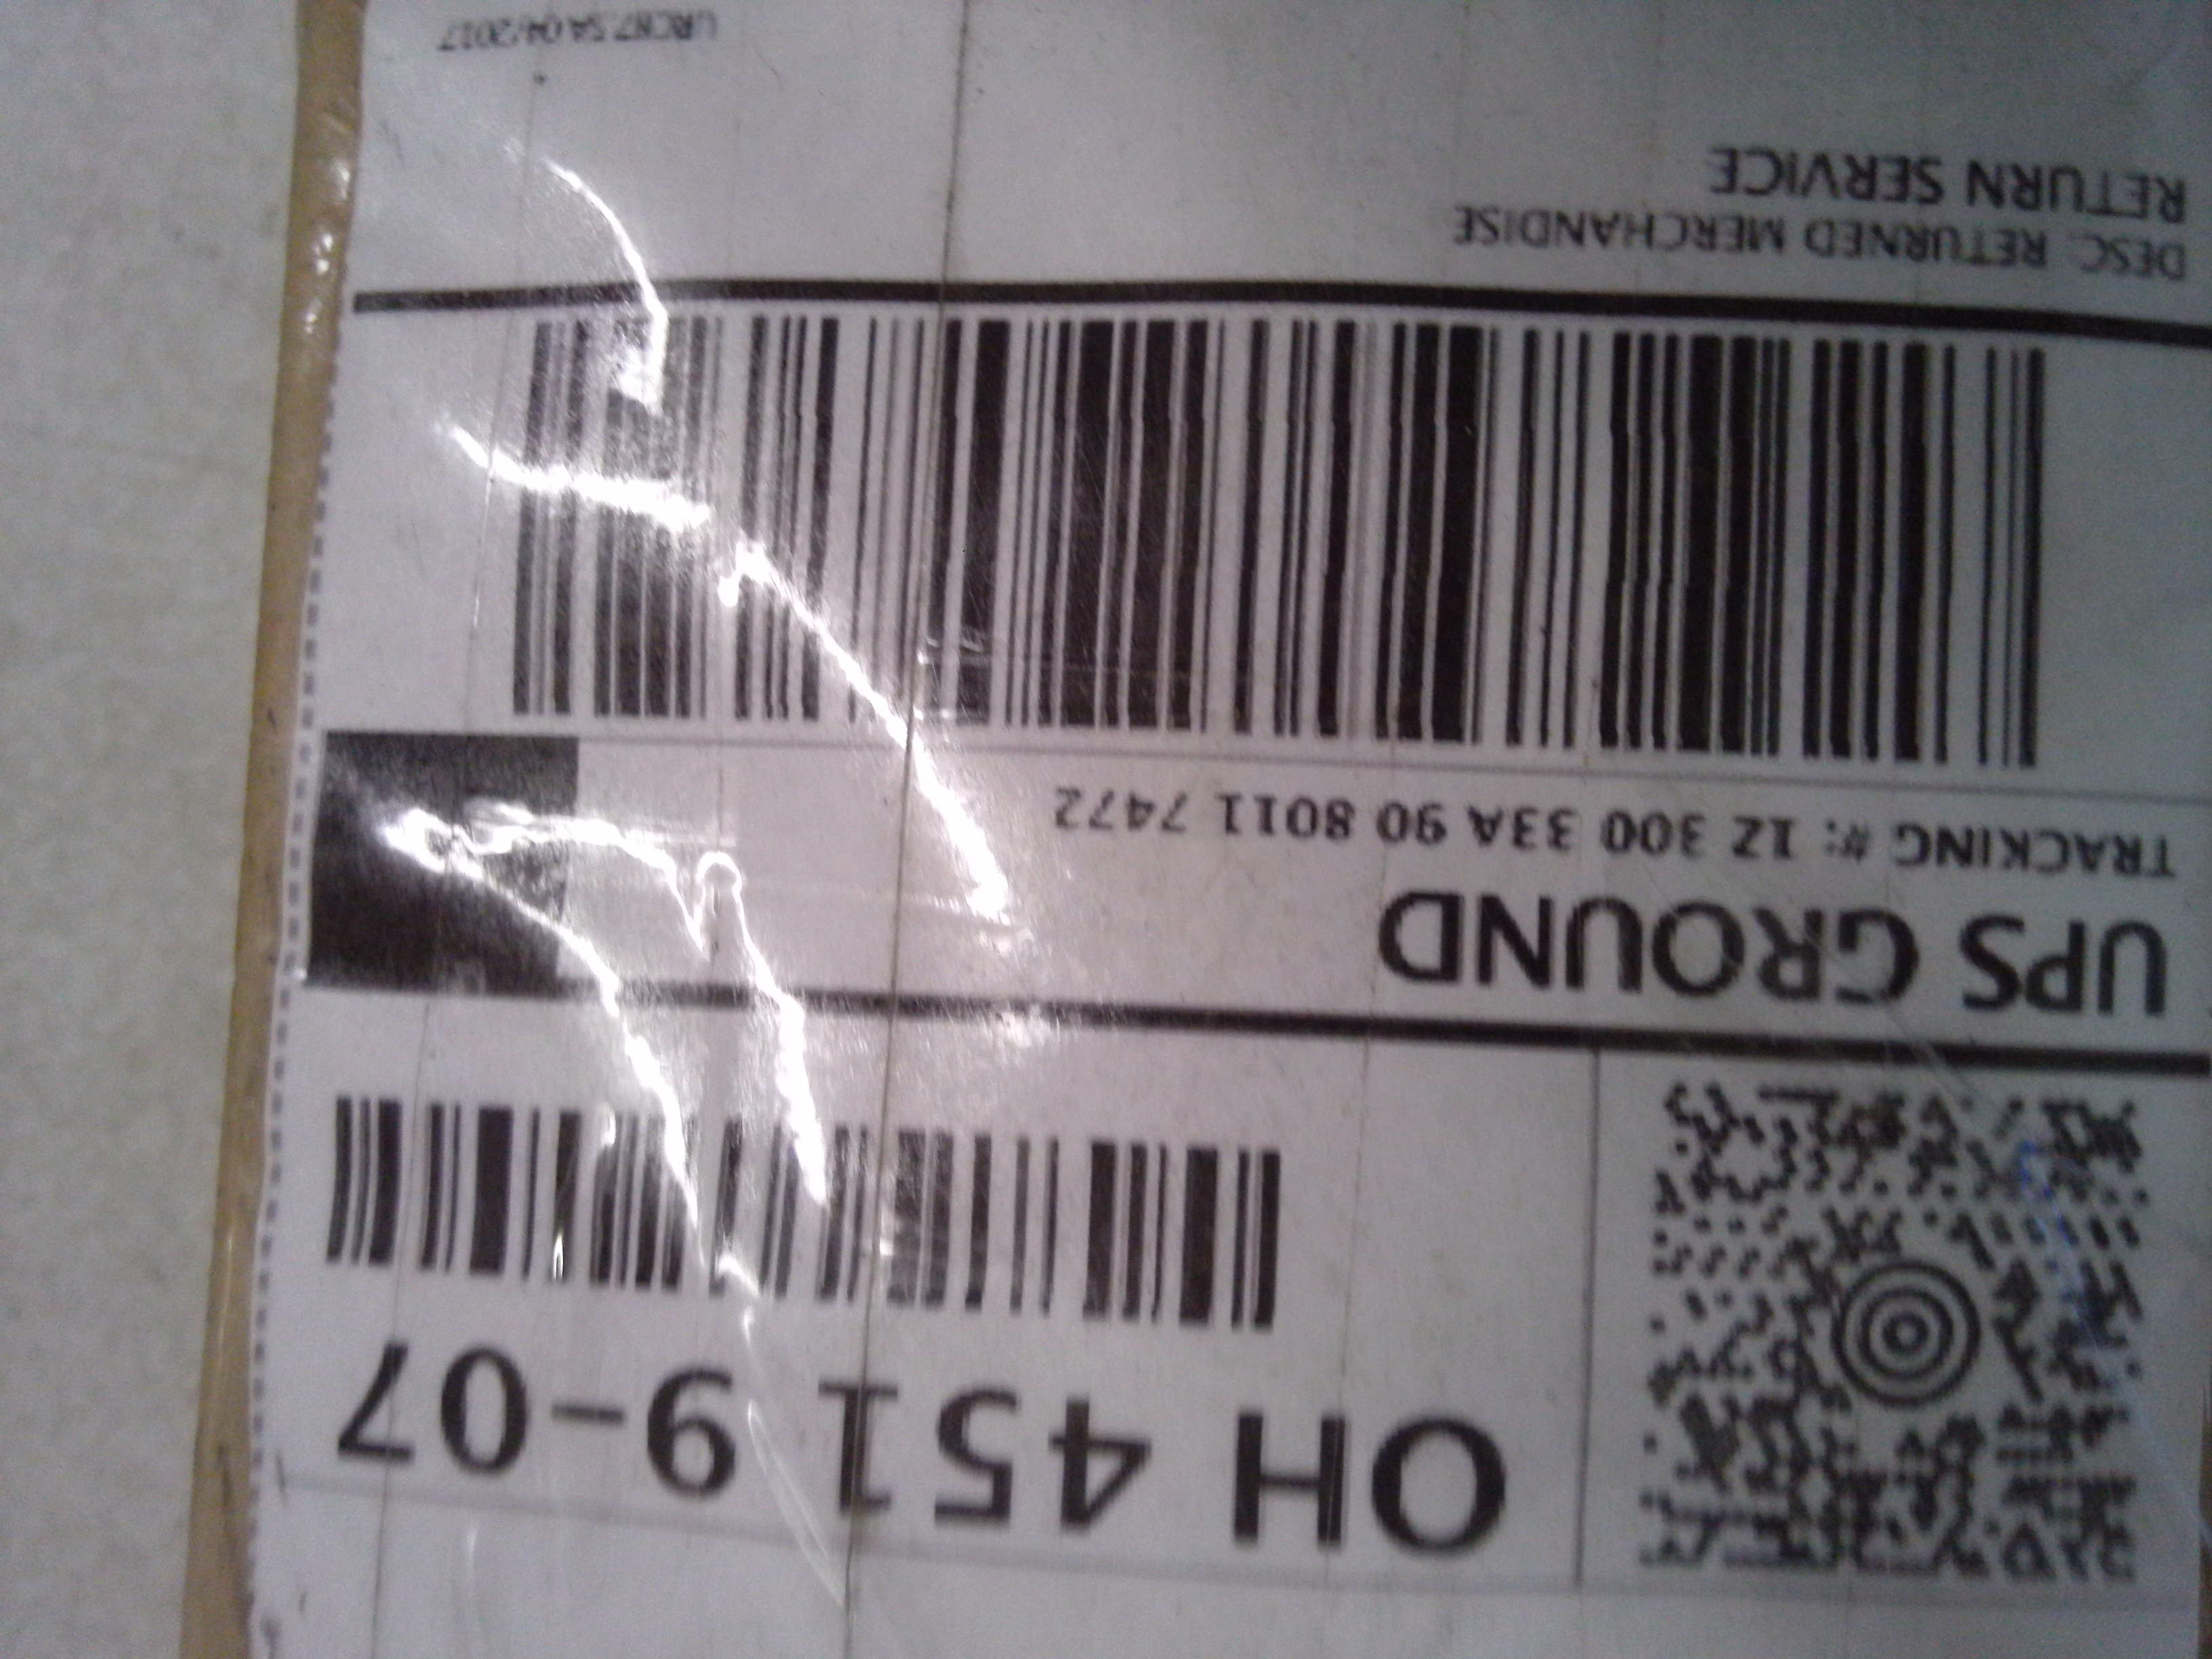 OH 451 9-07
UPS GROUND
TRACKING #: 1Z 300 33A 90 8011 7472
DESC: RETURNED MERCHANDISE
RETURN SERVICE